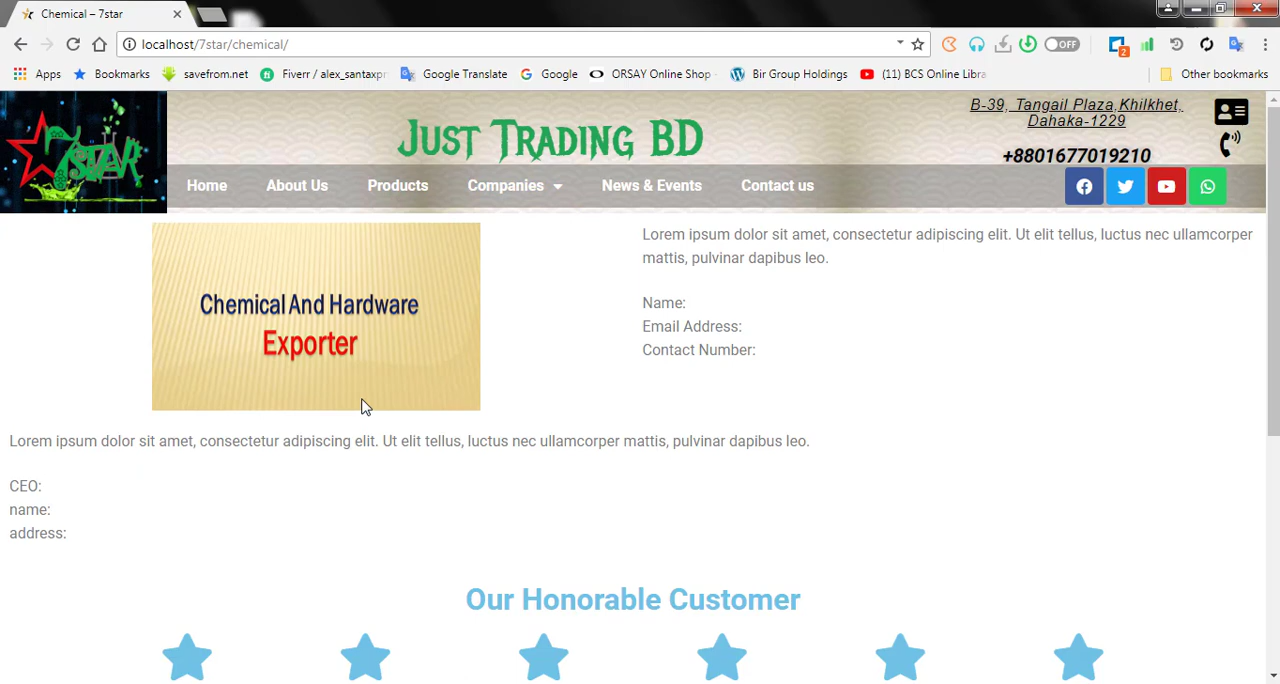 Chemical – 7star
localhost/7star/chemical/
OFF
2
Apps Bookmarks savefrom.net Fiverr / alex_santaxpr Google Translate Google ORSAY Online Shop Bir Group Holdings (11) BCS Online Libra Other bookmarks
7STAR
Just Trading BD
B-39, Tangail Plaza,Khilkhet,
Dahaka-1229
+8801677019210
Home About Us Products Companies News & Events Contact us
Chemical And Hardware
Exporter
Lorem ipsum dolor sit amet, consectetur adipiscing elit. Ut elit tellus, luctus nec ullamcorper
mattis, pulvinar dapibus leo.
Name:
Email Address:
Contact Number:
Lorem ipsum dolor sit amet, consectetur adipiscing elit. Ut elit tellus, luctus nec ullamcorper mattis, pulvinar dapibus leo.
CEO:
name:
address:
Our Honorable Customer